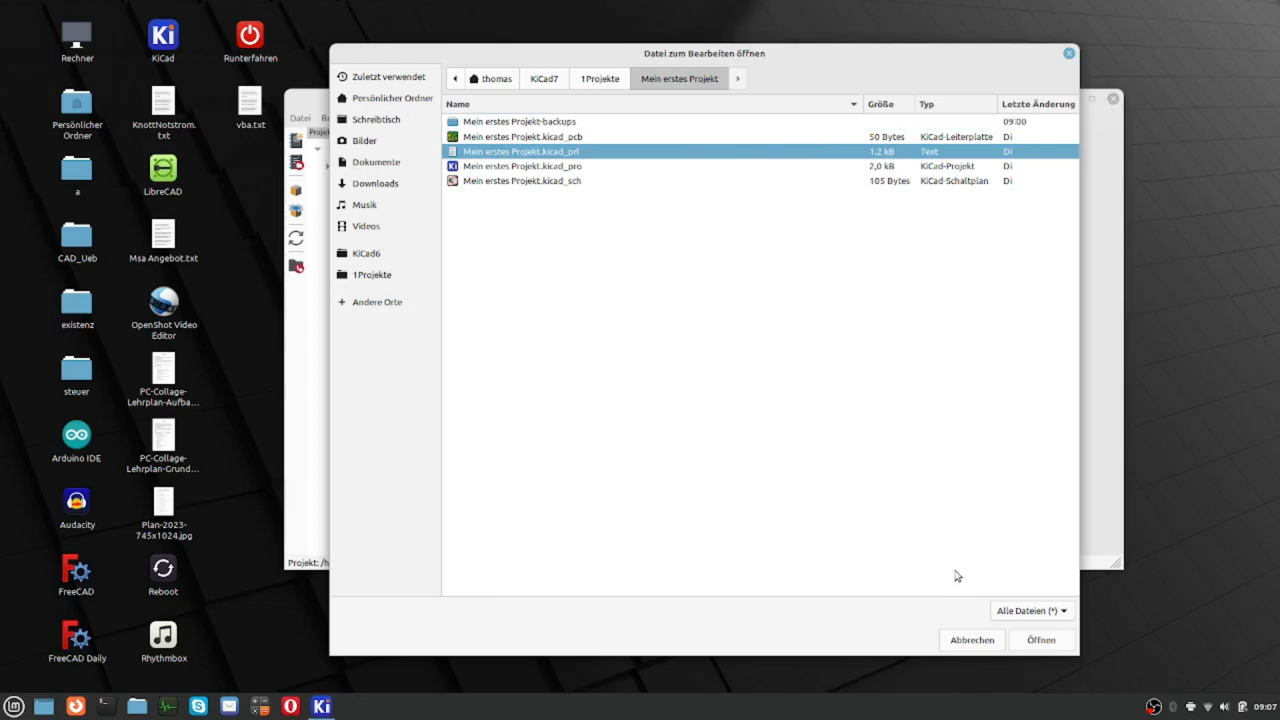 Rechner
KiCad
Runterfahren
Persönlicher
Ordner
KnottNotstrom.
txt
vba.txt
a
LibreCAD
CAD_Ueb
Msa Angebot.txt
existenz
OpenShot Video
Editor
steuer
PC-Collage-
Lehrplan-Aufba...
Arduino IDE
PC-Collage-
Lehrplan-Grund...
Audacity
Plan-2023-
745x1024.jpg
FreeCAD
Reboot
FreeCAD Daily
Rhythmbox
Datei
Projekt: /h
Datei zum Bearbeiten öffnen
thomas
KiCad7
1Projekte
Mein erstes Projekt
Zuletzt verwendet
Persönlicher Ordner
Schreibtisch
Bilder
Dokumente
Downloads
Musik
Videos
KiCad6
1Projekte
Andere Orte
Name Größe Typ Letzte Änderung
Mein erstes Projekt-backups 09:00
Mein erstes Projekt.kicad_pcb 50 Bytes KiCad-Leiterplatte Di
Mein erstes Projekt.kicad_prl 1,2 kB Text Di
Mein erstes Projekt.kicad_pro 2,0 kB KiCad-Projekt Di
Mein erstes Projekt.kicad_sch 105 Bytes KiCad-Schaltplan Di
Alle Dateien (*)
Abbrechen
Öffnen
Ki
09:07